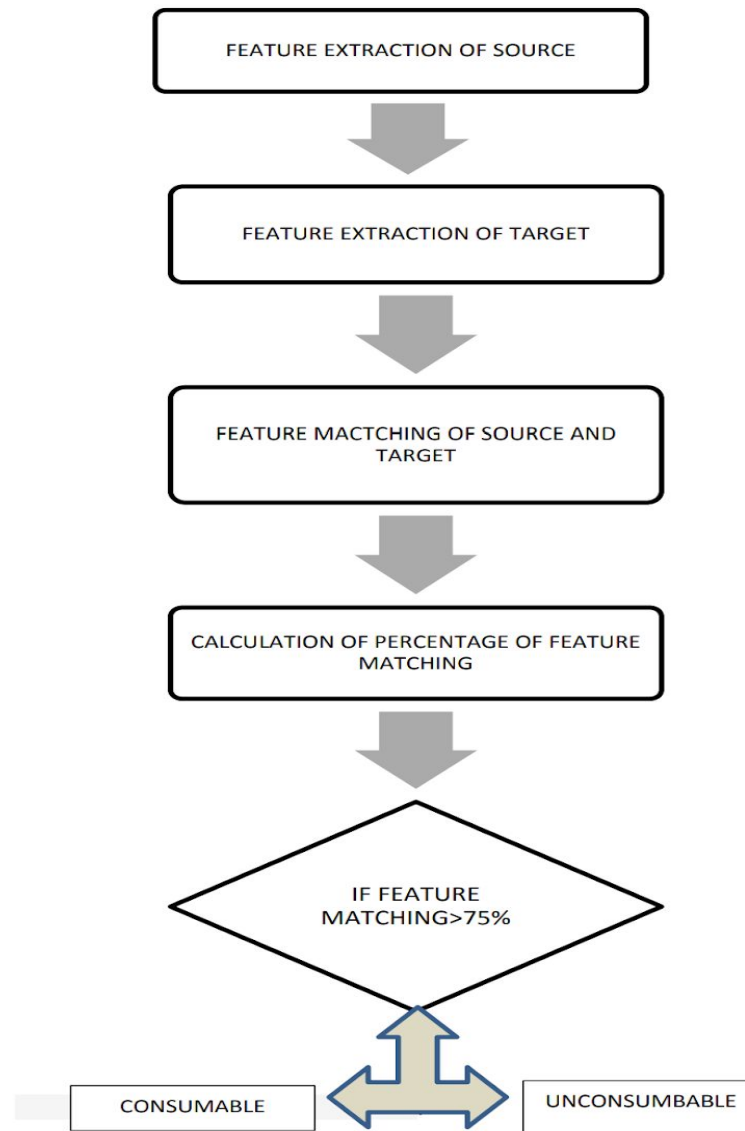 FEATURE EXTRACTION OF SOURCE
FEATURE EXTRACTION OF TARGET
FEATURE MACTCHING OF SOURCE AND
TARGET
CALCULATION OF PERCENTAGE OF FEATURE
MATCHING
IF FEATURE
MATCHING>75%
CONSUMABLE
UNCONSUMBABLE